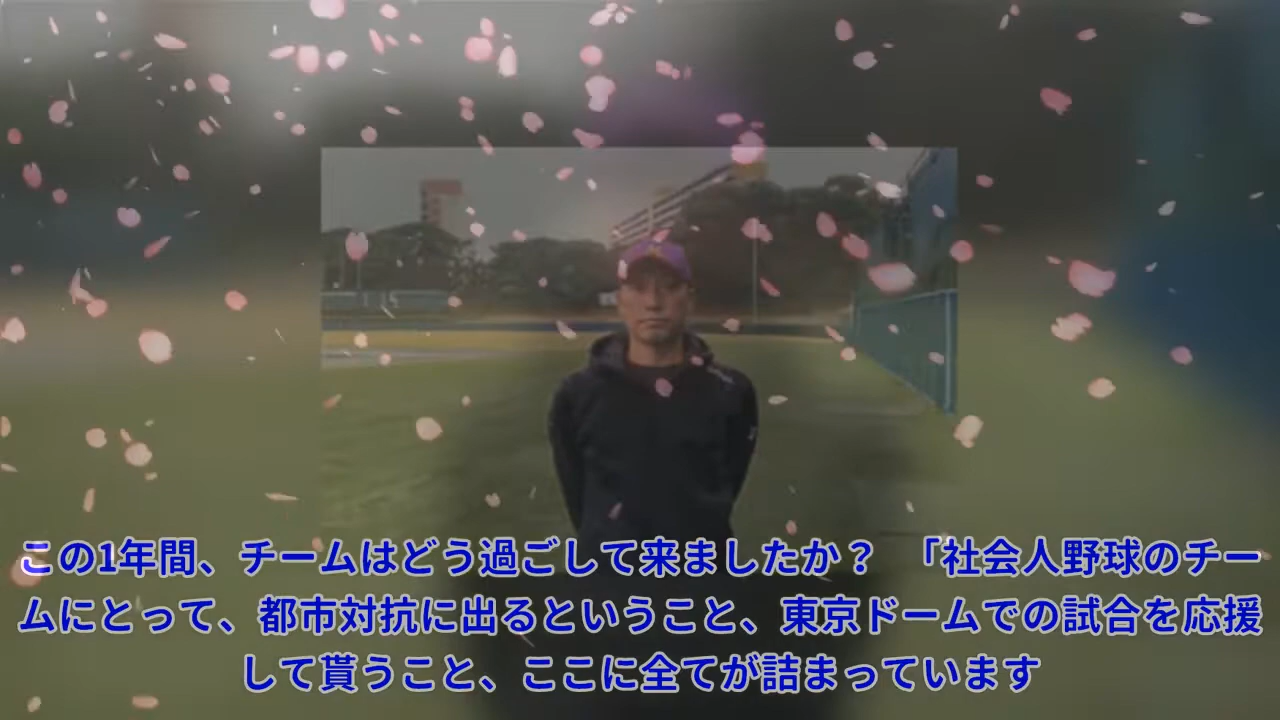 この1年間、チームはどう過ごして来ましたか？　「社会人野球のチー
ムにとって、都市対抗に出るということ、東京ドームでの試合を応援
して貰うこと、ここに全てが詰まっています